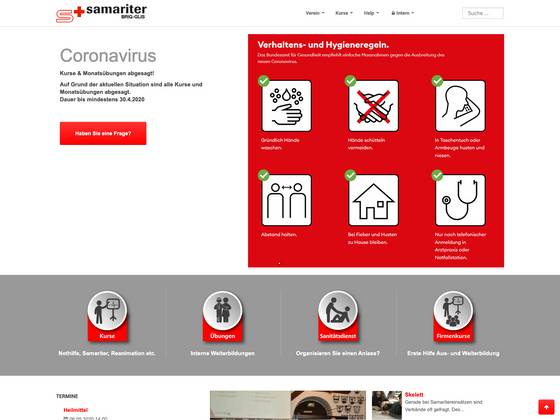 samariter
BRIG-GLIS
Verein
Kurse
Help
Intern
Suche...
Coronavirus
Kurse & Monatsübungen abgesagt!
Auf Grund der aktuellen Situation sind alle Kurse und
Monatsübungen abgesagt.
Dauer bis mindestens 30.4.2020
Haben Sie eine Frage?
Verhaltens- und Hygieneregeln.
Das Bundesamt für Gesundheit empfiehlt einfache Massnahmen gegen die Ausbreitung des
neuen Coronavirus.
Gründlich Hände
waschen.
Hände schütteln
vermeiden.
In Taschentuch oder
Armbeuge husten und
niesen.
Abstand halten.
Bei Fieber und Husten
zu Hause bleiben.
Nur nach telefonischer
Anmeldung in
Arztpraxis oder
Notfallstation.
Kurse
Nothilfe, Samariter, Reanimation etc.
Übungen
Interne Weiterbildungen
Sanitätsdienst
Organisieren Sie einen Anlass?
Firmenkurse
Erste Hilfe Aus- und Weiterbildung
TERMINE
Heilmittel
Skelett
Gerade bei Samaritereinsätzen sind
Verbände oft gefragt. Dies...